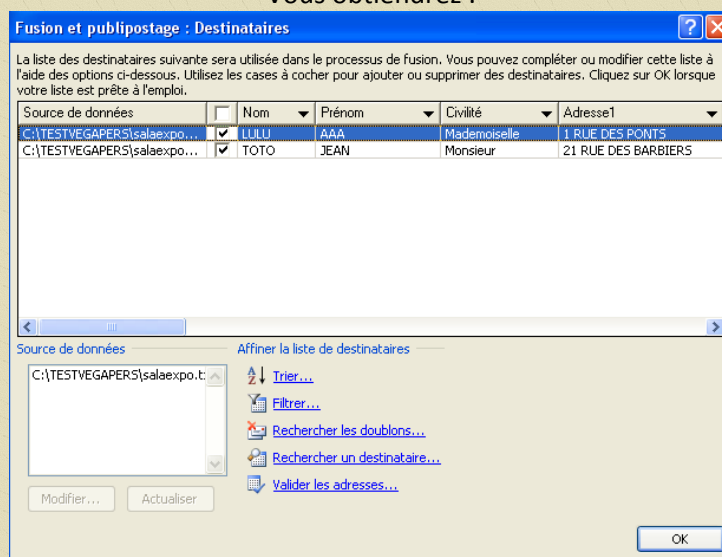 Vous obtiendrez :
Fusion et publipostage : Destinataires
La liste des destinataires suivante sera utilisée dans le processus de fusion. Vous pouvez compléter ou modifier cette liste à
l'aide des options ci-dessous. Utilisez les cases à cocher pour ajouter ou supprimer des destinataires. Cliquez sur OK lorsque
votre liste est prête à l'emploi.
Source de données Nom Prénom Civilité Adresse1
C:\TESTVEGAPERS\salaexpo... LULU AAA Mademoiselle 1 RUE DES PONTS
C:\TESTVEGAPERS\salaexpo... TOTO JEAN Monsieur 21 RUE DES BARBIERS
Source de données
C:\TESTVEGAPERS\salaexpo.t
Modifier... Actualiser
Affiner la liste de destinataires
Trier...
Filtrer...
Rechercher les doublons...
Rechercher un destinataire...
Valider les adresses...
OK